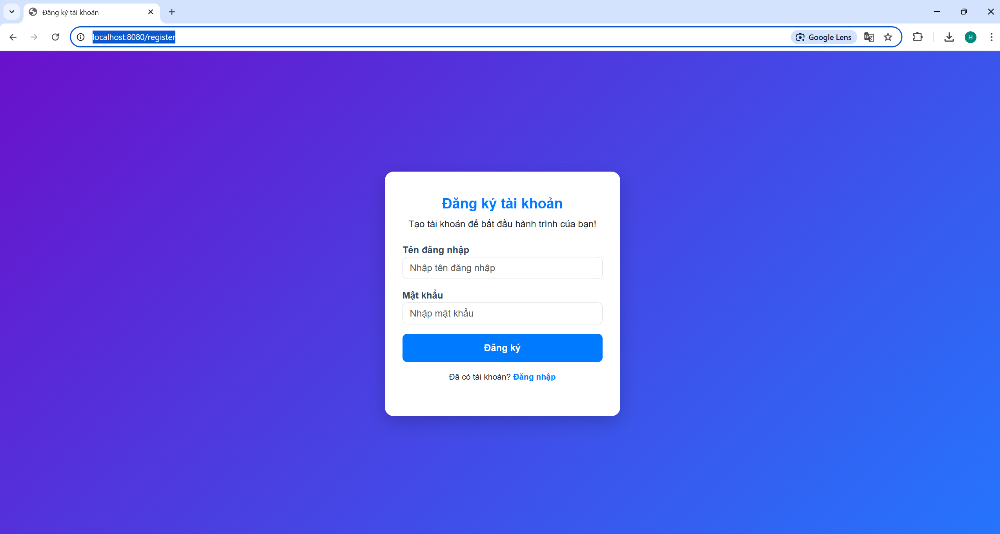 Đăng ký tài khoản
localhost:8080/register
Google Lens
H
Đăng ký tài khoản
Tạo tài khoản để bắt đầu hành trình của bạn!
Tên đăng nhập
Nhập tên đăng nhập
Mật khẩu
Nhập mật khẩu
Đăng ký
Đã có tài khoản? Đăng nhập